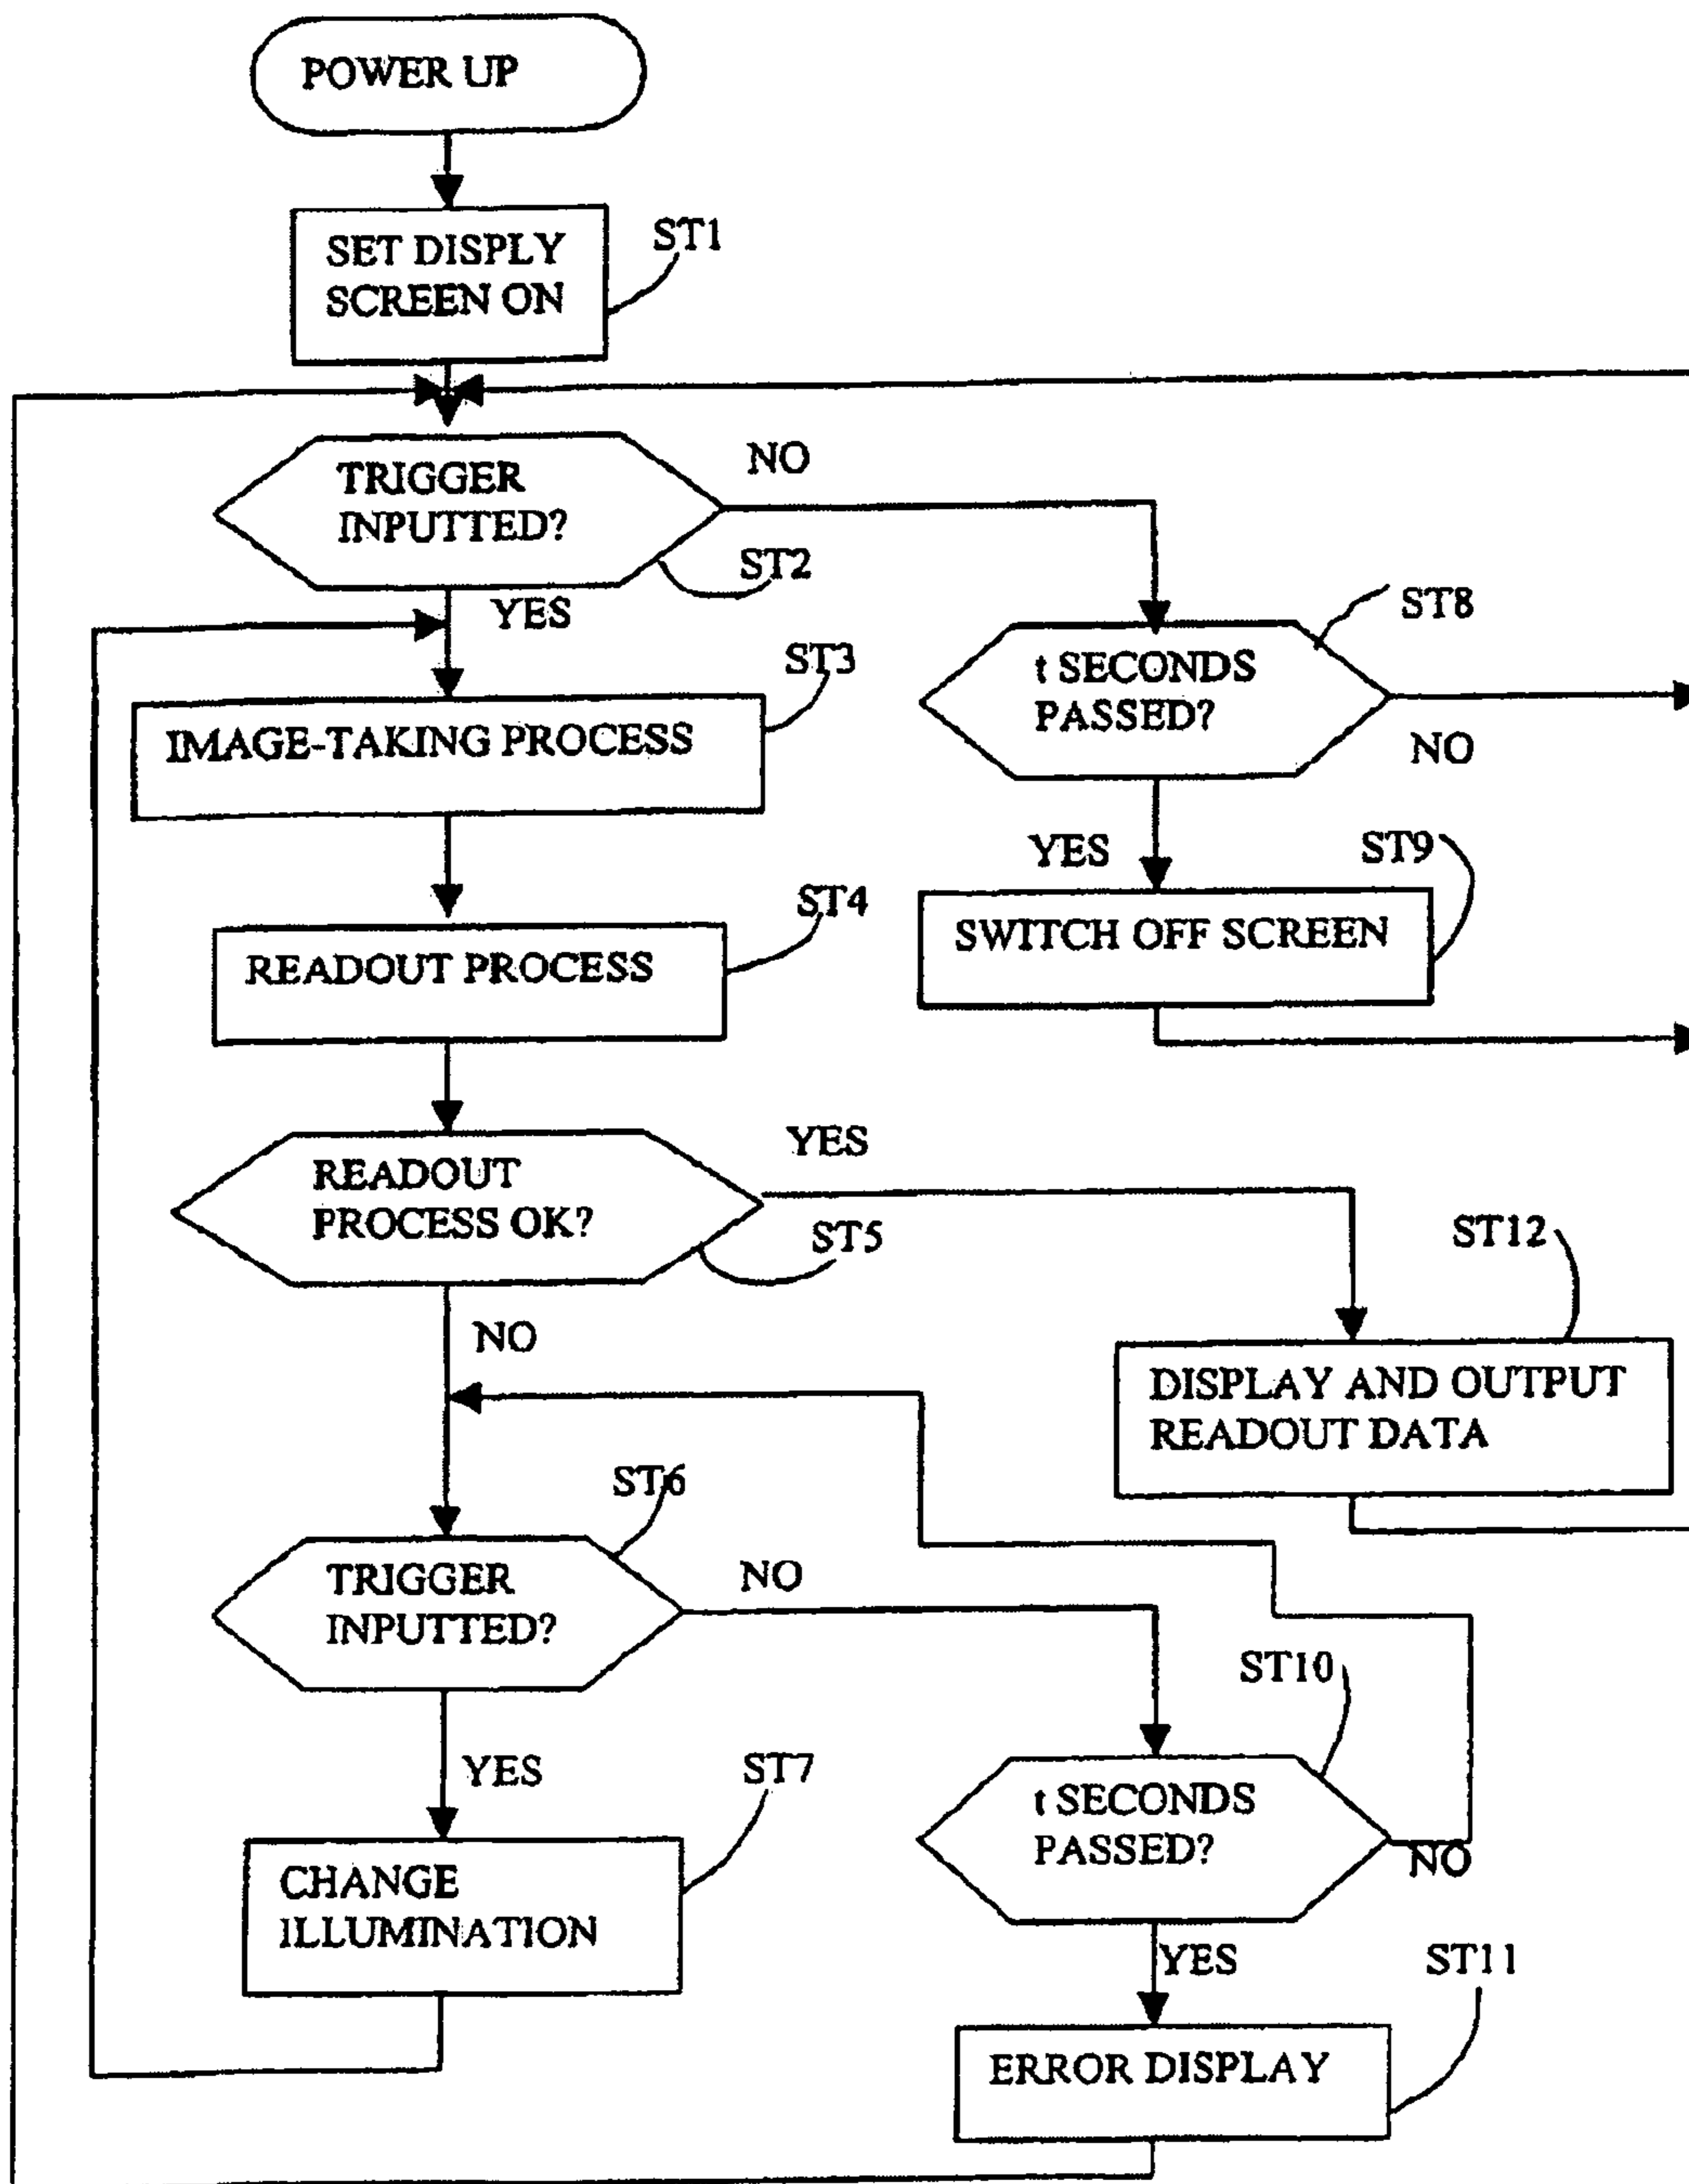 POWER UP
SET DISPLY
SCREEN ON
ST1
TRIGGER
INPUTTED?
NO
ST2
YES
ST8
t SECONDS
PASSED?
NO
ST3
IMAGE-TAKING PROCESS
YES
ST9
SWITCH OFF SCREEN
ST4
READOUT PROCESS
READOUT
PROCESS OK?
YES
ST5
NO
ST12
DISPLAY AND OUTPUT
READOUT DATA
ST6
TRIGGER
INPUTTED?
NO
ST10
t SECONDS
PASSED?
NO
YES
ST7
CHANGE
ILLUMINATION
YES
ST11
ERROR DISPLAY